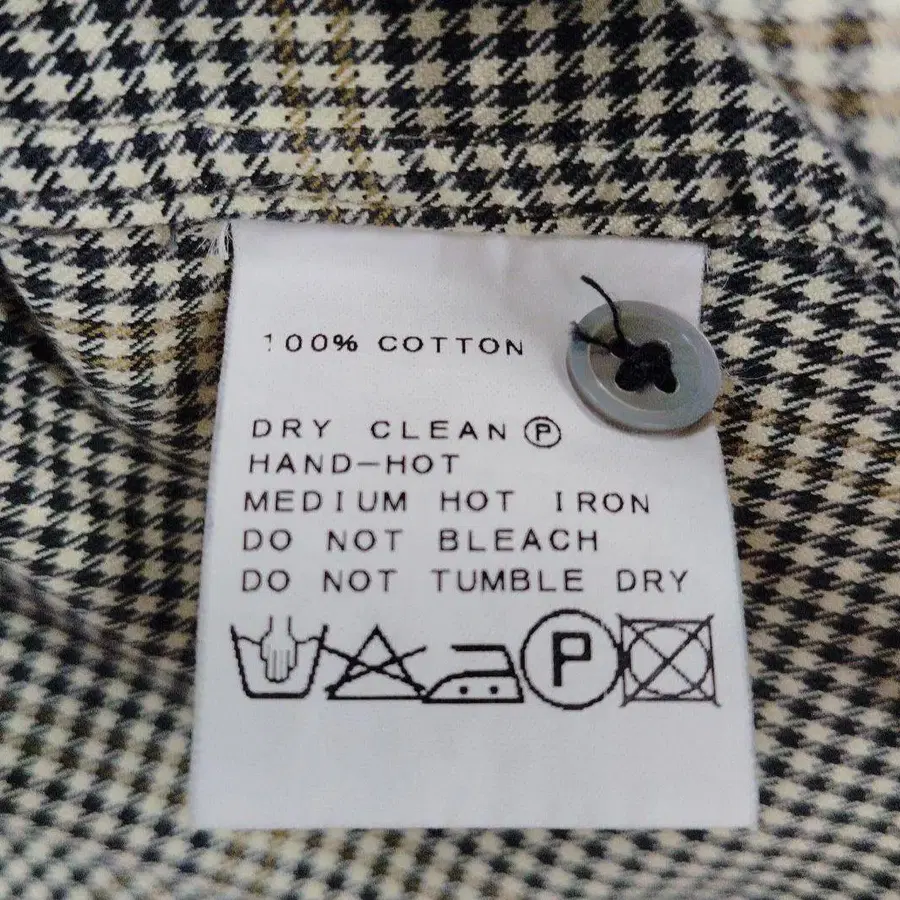 100% COTTON
DRY CLEAN Ⓟ
HAND-HOT
MEDIUM HOT IRON
DO NOT BLEACH
DO NOT TUMBLE DRY
P